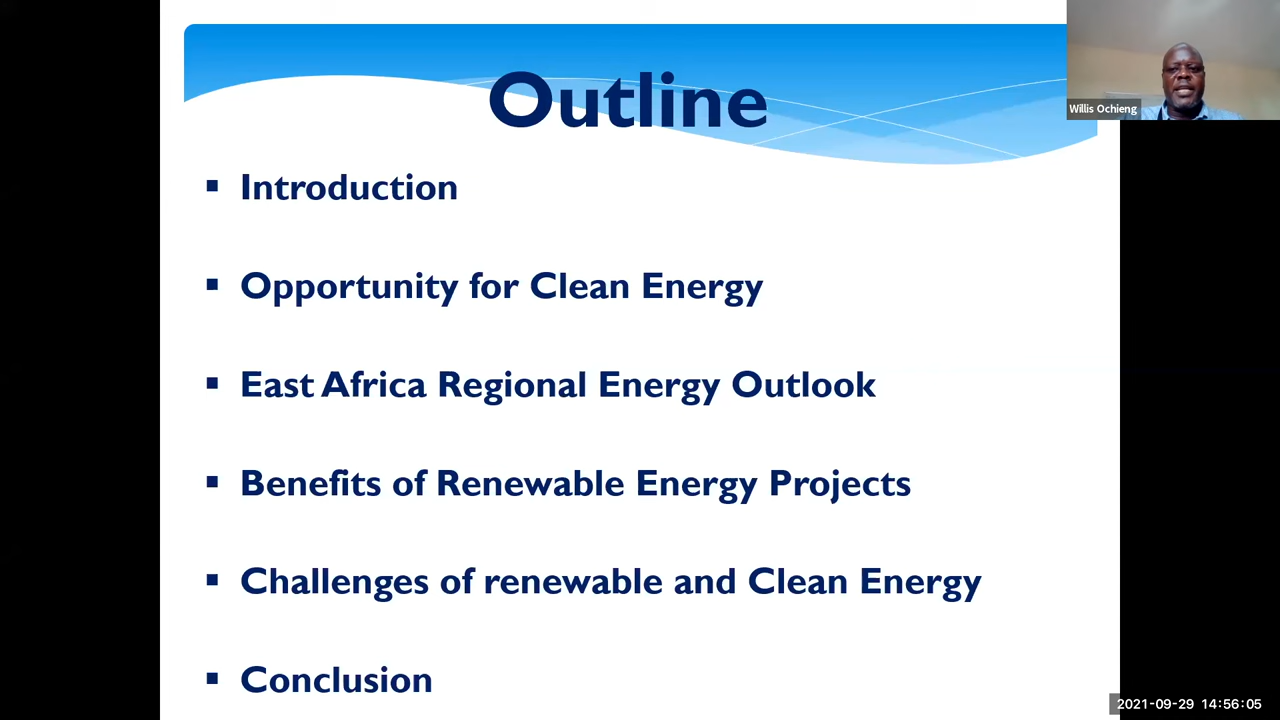 Outline
Willis Ochieng
▪ Introduction
▪ Opportunity for Clean Energy
▪ East Africa Regional Energy Outlook
▪ Benefits of Renewable Energy Projects
▪ Challenges of renewable and Clean Energy
▪ Conclusion
2021-09-29 14:56:05